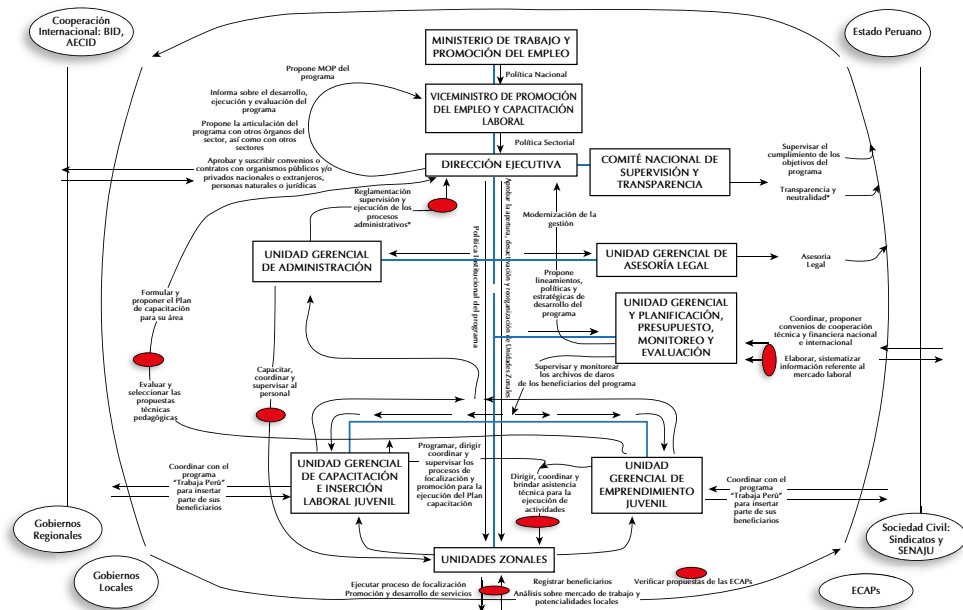 Cooperación
Internacional: BID,
AECID
Estado Peruano
MINISTERIO DE TRABAJO Y
PROMOCIÓN DEL EMPLEO
Política Nacional
Propone MOP del
programa
VICEMINISTRO DE PROMOCIÓN
DEL EMPLEO Y CAPACITACIÓN
LABORAL
Informa sobre el desarrollo,
ejecución y evaluación del
programa
Propone la articulación del
programa con otros órganos del
sector, así como con otros
sectores
Política Sectorial
Aprobar y suscribir convenios o
contratos con organismos públicos y/o
privados nacionales o extranjeros,
personas naturales o jurídicas
DIRECCIÓN EJECUTIVA
COMITÉ NACIONAL DE
SUPERVISIÓN Y
TRANSPARENCIA
Supervisar el
cumplimiento de los
objetivos del
programa
Transparencia y
neutralidad*
Reglamentación
supervisión y
ejecución de los
procesos
administrativos*
Modernización de la
gestión
Política Institucional del programa
Aprobar la apertura, desactivación y reorganización de Unidades Zonales
UNIDAD GERENCIAL
DE ADMINISTRACIÓN
UNIDAD GERENCIAL DE
ASESORÍA LEGAL
Asesoria
Legal
Propone
lineamientos,
políticas y
estratégicas de
desarrollo del
programa
Formular y
proponer el Plan
de capacitación
para su área
UNIDAD GERENCIAL
Y PLANIFICACIÓN,
PRESUPUESTO,
MONITOREO Y
EVALUACIÓN
Coordinar, proponer
convenios de cooperación
técnica y financiera nacional
e internacional
Elaborar, sistematizar
información referente al
mercado laboral
Evaluar y
seleccionar las
propuestas
técnicas
pedagógicas
Capacitar,
coordinar y
supervisar al
personal
Supervisar y monitorear
los archivos de daros
de los beneficiarios del programa
Coordinar con el
programa
"Trabaja Perú"
para insertar
parte de sus
beneficiarios
UNIDAD GERENCIAL
DE CAPACITACIÓN
E INSERCIÓN
LABORAL JUVENIL
Programar, dirigir
coordinar y
supervisar los
procesos de
focalización y
promoción para la
ejecución del Plan
capacitación
Dirigir, coordinar y
brindar asistencia
técnica para la
ejecución de
actividades
UNIDAD
GERENCIAL DE
EMPRENDIMIENTO
JUVENIL
Coordinar con el
programa
"Trabaja Perú"
para insertar
parte de sus
beneficiarios
Gobiernos
Regionales
Sociedad Civil:
Sindicatos y
SENAJU
UNIDADES ZONALES
Gobiernos
Locales
Ejecutar proceso de focalización
Promoción y desarrollo de servicios
Registrar beneficiarios
Análisis sobre mercado de trabajo y
potencialidades locales
Verificar propuestas de las ECAPs
ECAPs